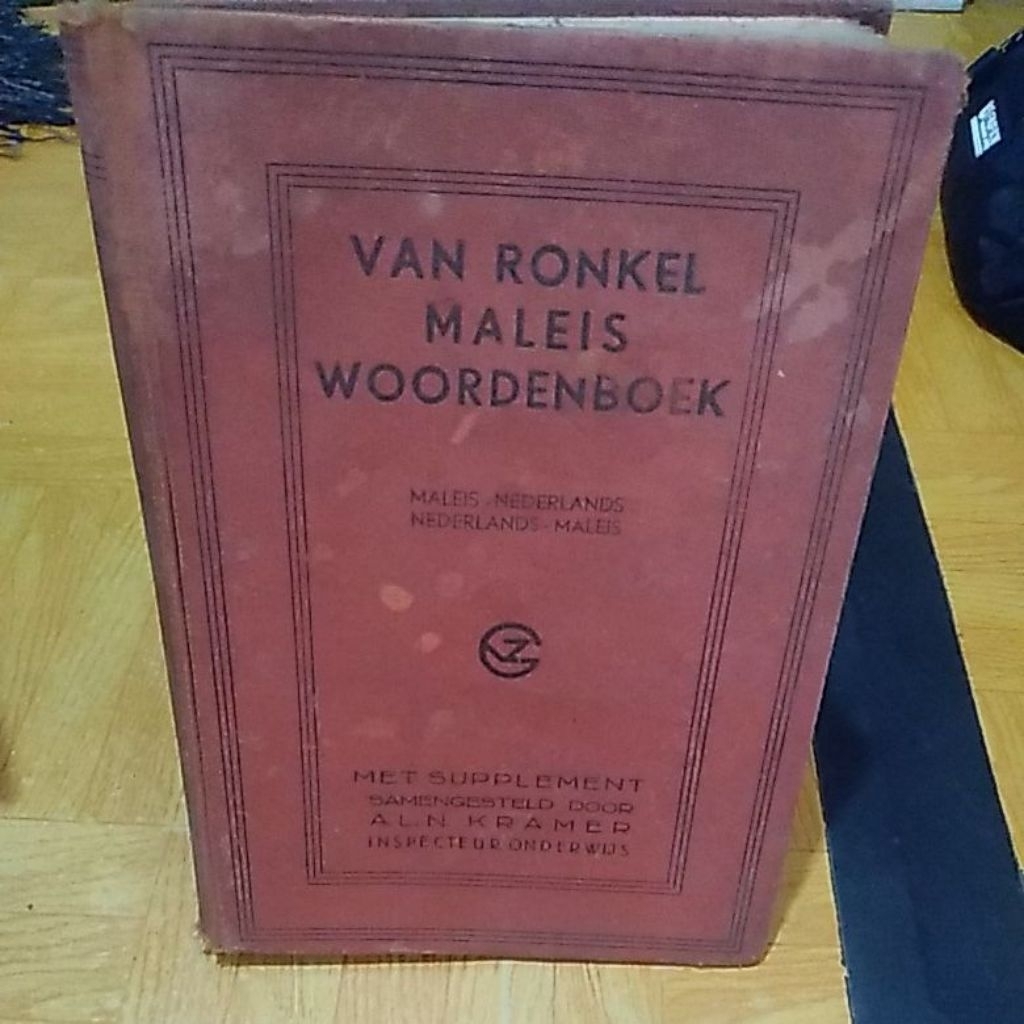 VAN RONKEL
MALEIS
WOORDENBOEK
MALEIS - NEDERLANDS
NEDERLANDS - MALEIS
MET SUPPLEMENT
SAMENGESTELD DOOR
A.L.N. KRAMER
INSPECTEUR ONDERWIJS